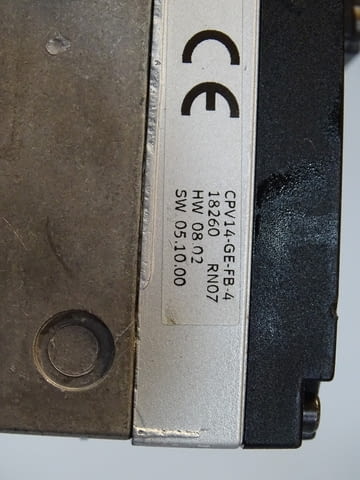 CE
CPV14-GE-FB-4
18260 RN07
HW 08.02
SW 05.10.00